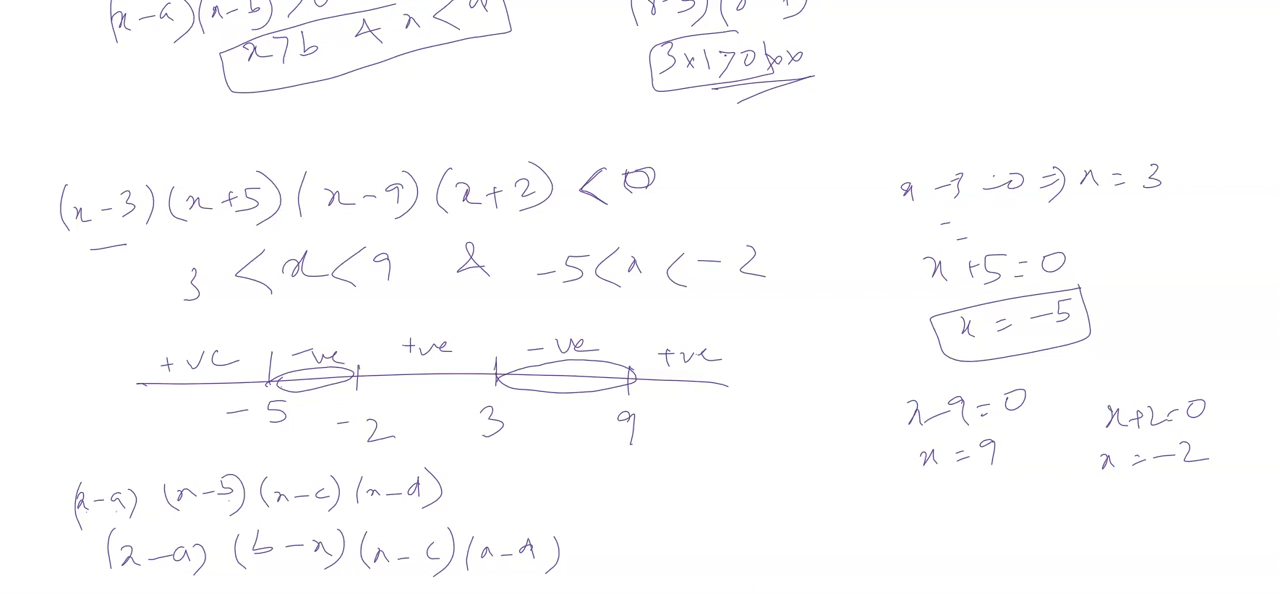 (x-a)(x-b) >0
x>b & x<a
3x1>0
(x-3)(x+5)(x-9)(x+2) < 0
3 <x<9 & -5<x<-2
+ve -ve +ve -ve +ve
-5 -2 3 9
(x-a) (x-5) (x-c) (x-d)
(x-a) (b-x) (x-c) (x-d)
x-3=0 => x=3
x+5=0
x = -5
x-9=0
x=9
x+2=0
x=-2